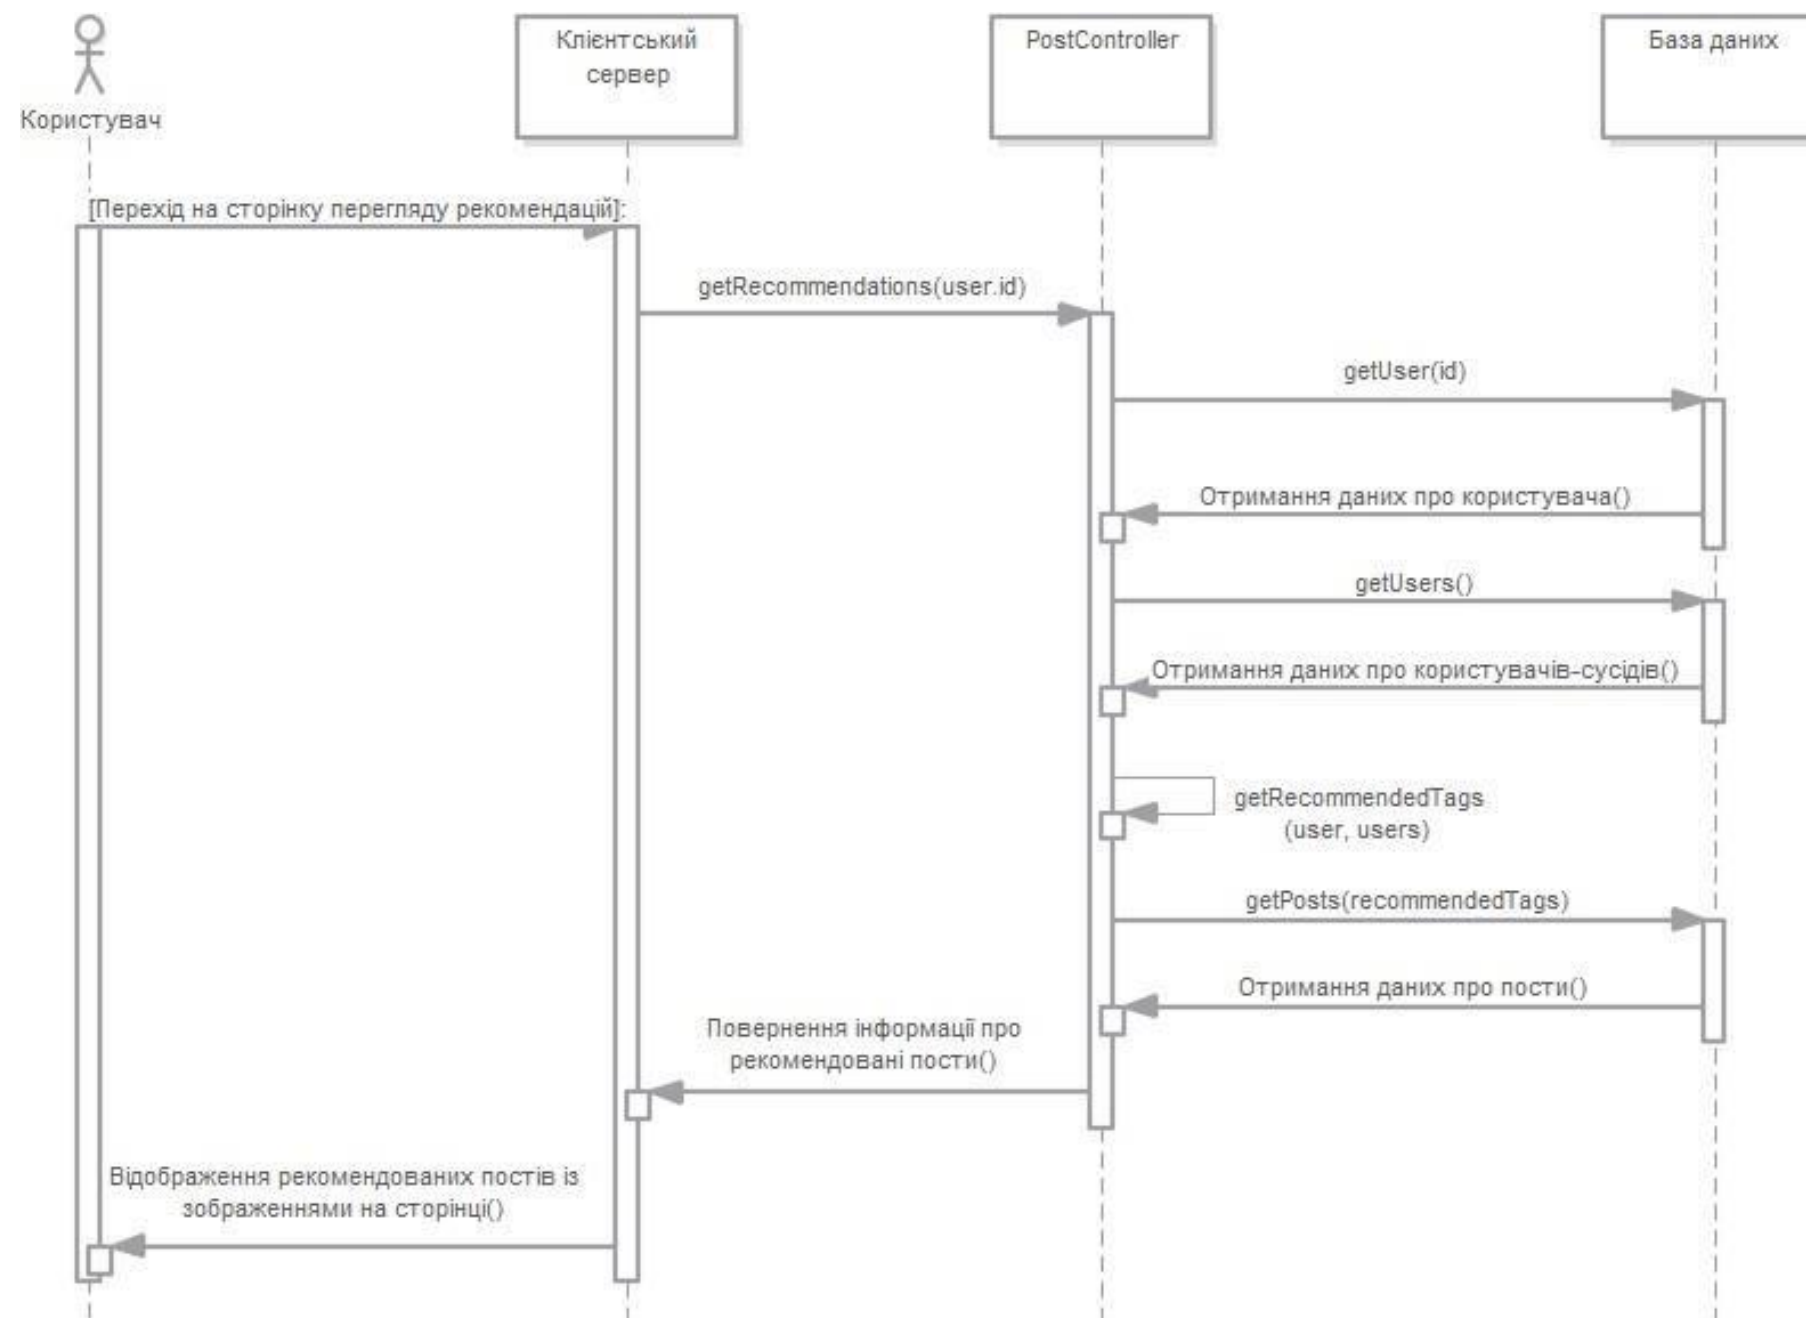 Користувач
Клієнтський
сервер
PostController
База даних
[Перехід на сторінку перегляду рекомендацій]:
getRecommendations(user.id)
getUser(id)
Отримання даних про користувача()
getUsers()
Отримання даних про користувачів-сусідів()
getRecommendedTags
(user, users)
getPosts(recommendedTags)
Отримання даних про пости()
Повернення інформації про
рекомендовані пости()
Відображення рекомендованих постів із
зображеннями на сторінці()